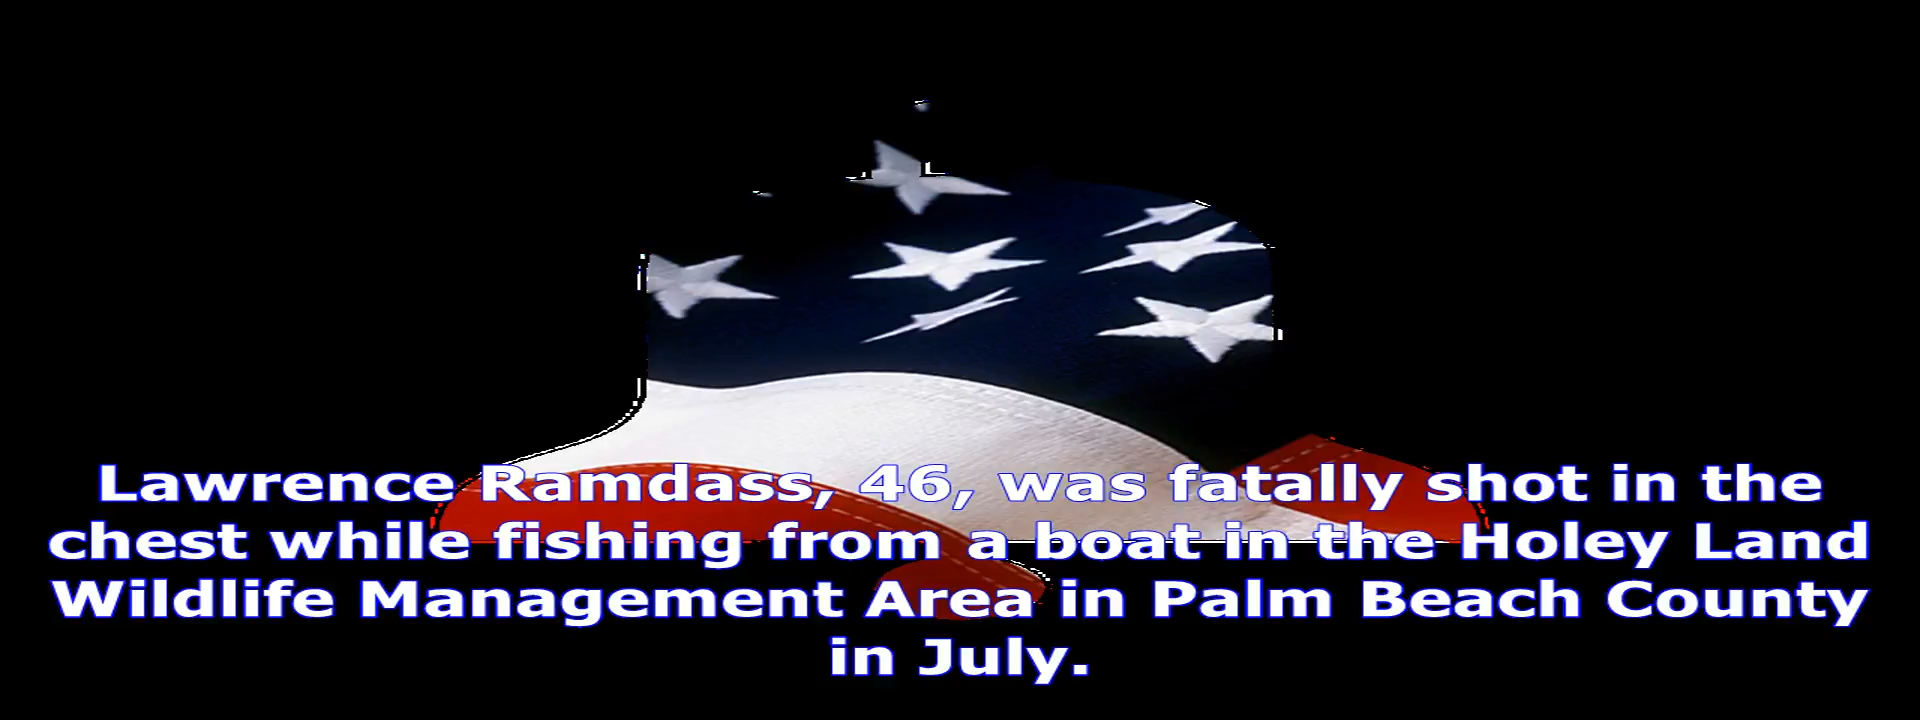 Lawrence Ramdass, 46, was fatally shot in the
chest while fishing from a boat in the Holey Land
Wildlife Management Area in Palm Beach County
in July.